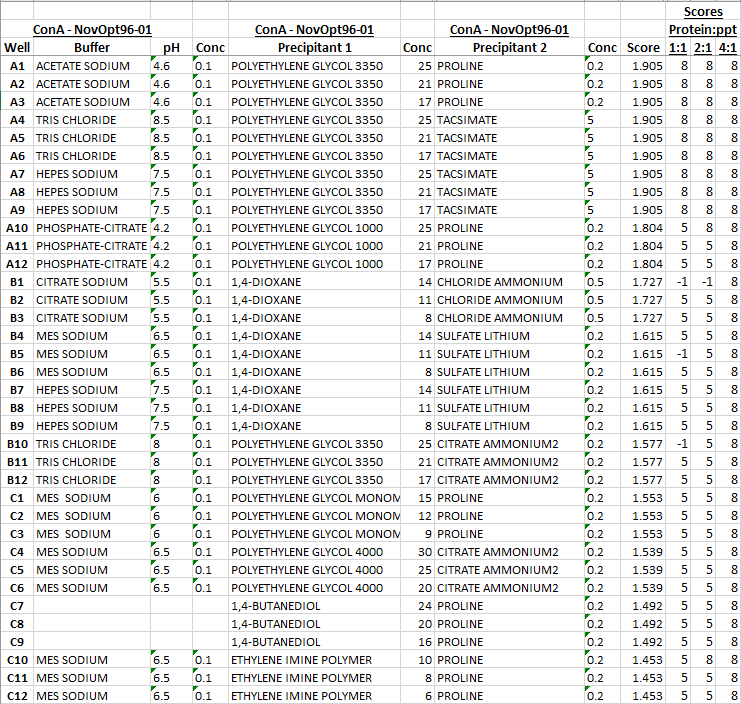 Scores
ConA - NovOpt96-01 ConA - NovOpt96-01 ConA - NovOpt96-01 Protein:ppt
Well Buffer pH Conc Precipitant 1 Conc Precipitant 2 Conc Score 1:1 2:1 4:1
A1 ACETATE SODIUM 4.6 0.1 POLYETHYLENE GLYCOL 3350 25 PROLINE 0.2 1.905 8 8 8
A2 ACETATE SODIUM 4.6 0.1 POLYETHYLENE GLYCOL 3350 21 PROLINE 0.2 1.905 8 8 8
A3 ACETATE SODIUM 4.6 0.1 POLYETHYLENE GLYCOL 3350 17 PROLINE 0.2 1.905 8 8 8
A4 TRIS CHLORIDE 8.5 0.1 POLYETHYLENE GLYCOL 3350 25 TACSIMATE 5 1.905 8 8 8
A5 TRIS CHLORIDE 8.5 0.1 POLYETHYLENE GLYCOL 3350 21 TACSIMATE 5 1.905 8 8 8
A6 TRIS CHLORIDE 8.5 0.1 POLYETHYLENE GLYCOL 3350 17 TACSIMATE 5 1.905 8 8 8
A7 HEPES SODIUM 7.5 0.1 POLYETHYLENE GLYCOL 3350 25 TACSIMATE 5 1.905 8 8 8
A8 HEPES SODIUM 7.5 0.1 POLYETHYLENE GLYCOL 3350 21 TACSIMATE 5 1.905 8 8 8
A9 HEPES SODIUM 7.5 0.1 POLYETHYLENE GLYCOL 3350 17 TACSIMATE 5 1.905 8 8 8
A10 PHOSPHATE-CITRATE 4.2 0.1 POLYETHYLENE GLYCOL 1000 25 PROLINE 0.2 1.804 5 8 8
A11 PHOSPHATE-CITRATE 4.2 0.1 POLYETHYLENE GLYCOL 1000 21 PROLINE 0.2 1.804 5 5 8
A12 PHOSPHATE-CITRATE 4.2 0.1 POLYETHYLENE GLYCOL 1000 17 PROLINE 0.2 1.804 5 5 8
B1 CITRATE SODIUM 5.5 0.1 1,4-DIOXANE 14 CHLORIDE AMMONIUM 0.5 1.727 -1 -1 8
B2 CITRATE SODIUM 5.5 0.1 1,4-DIOXANE 11 CHLORIDE AMMONIUM 0.5 1.727 5 5 8
B3 CITRATE SODIUM 5.5 0.1 1,4-DIOXANE 8 CHLORIDE AMMONIUM 0.5 1.727 5 5 8
B4 MES SODIUM 6.5 0.1 1,4-DIOXANE 14 SULFATE LITHIUM 0.2 1.615 5 5 8
B5 MES SODIUM 6.5 0.1 1,4-DIOXANE 11 SULFATE LITHIUM 0.2 1.615 -1 5 8
B6 MES SODIUM 6.5 0.1 1,4-DIOXANE 8 SULFATE LITHIUM 0.2 1.615 5 5 8
B7 HEPES SODIUM 7.5 0.1 1,4-DIOXANE 14 SULFATE LITHIUM 0.2 1.615 5 5 8
B8 HEPES SODIUM 7.5 0.1 1,4-DIOXANE 11 SULFATE LITHIUM 0.2 1.615 5 5 8
B9 HEPES SODIUM 7.5 0.1 1,4-DIOXANE 8 SULFATE LITHIUM 0.2 1.615 5 5 8
B10 TRIS CHLORIDE 8 0.1 POLYETHYLENE GLYCOL 3350 25 CITRATE AMMONIUM2 0.2 1.577 -1 5 8
B11 TRIS CHLORIDE 8 0.1 POLYETHYLENE GLYCOL 3350 21 CITRATE AMMONIUM2 0.2 1.577 5 5 8
B12 TRIS CHLORIDE 8 0.1 POLYETHYLENE GLYCOL 3350 17 CITRATE AMMONIUM2 0.2 1.577 5 5 8
C1 MES SODIUM 6 0.1 POLYETHYLENE GLYCOL MONOM 15 PROLINE 0.2 1.553 5 5 8
C2 MES SODIUM 6 0.1 POLYETHYLENE GLYCOL MONOM 12 PROLINE 0.2 1.553 5 5 8
C3 MES SODIUM 6 0.1 POLYETHYLENE GLYCOL MONOM 9 PROLINE 0.2 1.553 5 5 8
C4 MES SODIUM 6.5 0.1 POLYETHYLENE GLYCOL 4000 30 CITRATE AMMONIUM2 0.2 1.539 5 5 8
C5 MES SODIUM 6.5 0.1 POLYETHYLENE GLYCOL 4000 25 CITRATE AMMONIUM2 0.2 1.539 5 5 8
C6 MES SODIUM 6.5 0.1 POLYETHYLENE GLYCOL 4000 20 CITRATE AMMONIUM2 0.2 1.539 5 5 8
C7 1,4-BUTANEDIOL 24 PROLINE 0.2 1.492 5 5 8
C8 1,4-BUTANEDIOL 20 PROLINE 0.2 1.492 5 5 8
C9 1,4-BUTANEDIOL 16 PROLINE 0.2 1.492 5 5 8
C10 MES SODIUM 6.5 0.1 ETHYLENE IMINE POLYMER 10 PROLINE 0.2 1.453 5 8 8
C11 MES SODIUM 6.5 0.1 ETHYLENE IMINE POLYMER 8 PROLINE 0.2 1.453 5 5 8
C12 MES SODIUM 6.5 0.1 ETHYLENE IMINE POLYMER 6 PROLINE 0.2 1.453 5 5 8